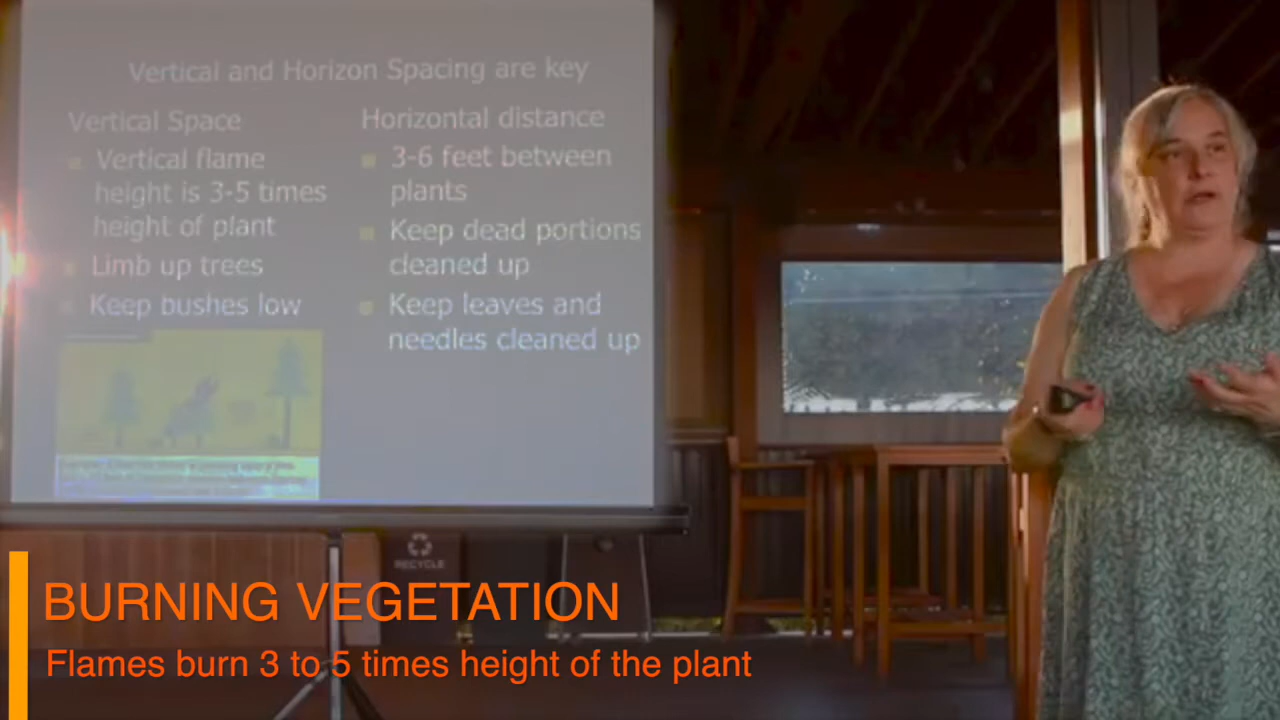 Vertical and Horizon Spacing are key
Vertical Space
Vertical flame
height is 3-5 times
height of plant
Limb up trees
Keep bushes low
Horizontal distance
3-6 feet between
plants
Keep dead portions
cleaned up
Keep leaves and
needles cleaned up
RECYCLE
BURNING VEGETATION
Flames burn 3 to 5 times height of the plant